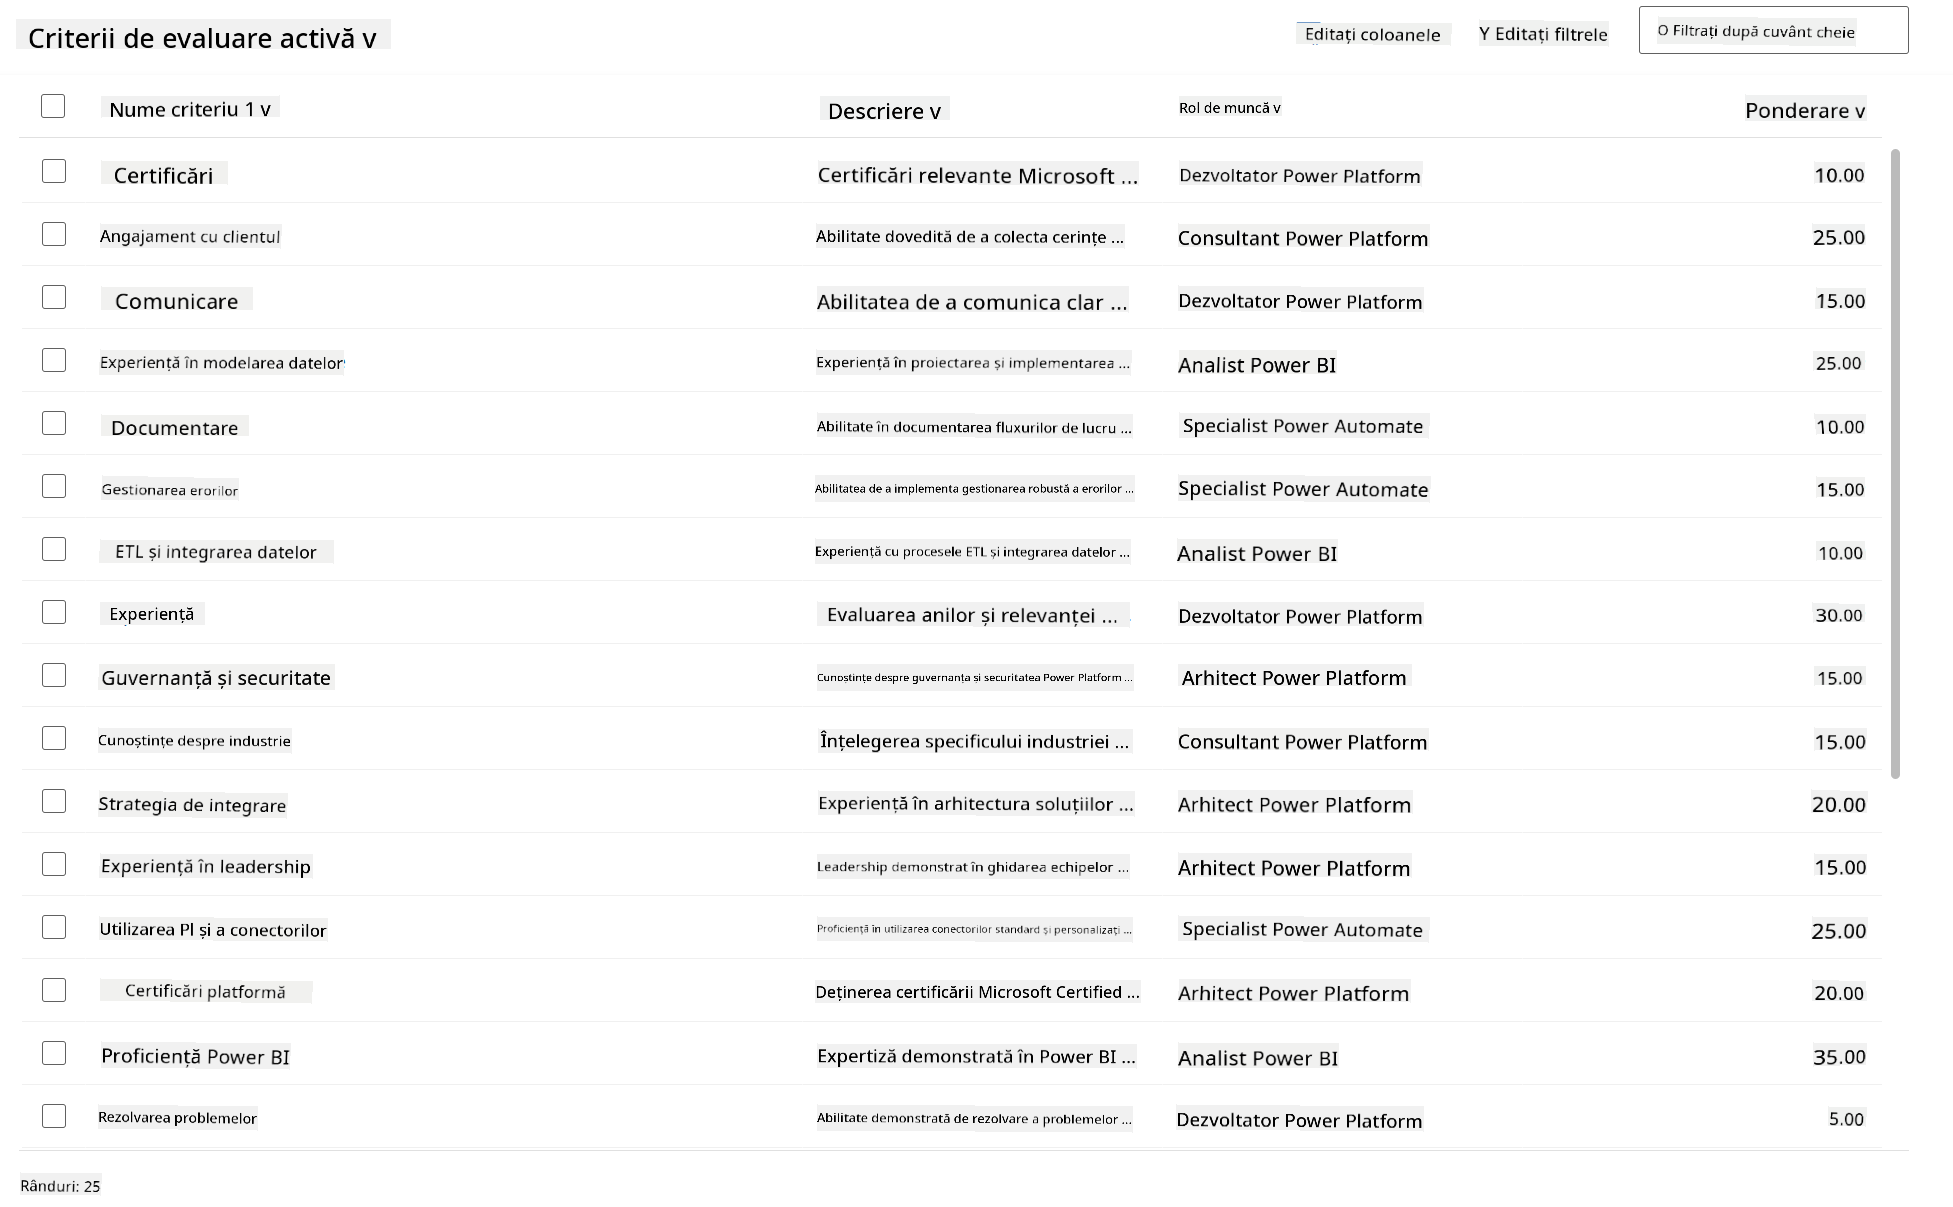 Criterii de evaluare activă v
Editați coloanele
Y Editați filtrele
O Filtrați după cuvânt cheie
Nume criteriu 1 v Descriere v Rol de muncă v Ponderare v
Certificări Certificări relevante Microsoft ... Dezvoltator Power Platform 10.00
Angajament cu clientul Abilitate dovedită de a colecta cerințe ... Consultant Power Platform 25.00
Comunicare Abilitatea de a comunica clar ... Dezvoltator Power Platform 15.00
Experiență în modelarea datelor Experiență în proiectarea și implementarea ... Analist Power BI 25.00
Documentare Abilitate în documentarea fluxurilor de lucru ... Specialist Power Automate 10.00
Gestionarea erorilor Abilitatea de a implementa gestionarea robustă a erorilor ... Specialist Power Automate 15.00
ETL și integrarea datelor Experiență cu procesele ETL și integrarea datelor ... Analist Power BI 10.00
Experiență Evaluarea anilor și relevanței ... Dezvoltator Power Platform 30.00
Guvernanță și securitate Cunoștințe despre guvernanța și securitatea Power Platform ... Arhitect Power Platform 15.00
Cunoștințe despre industrie Înțelegerea specificului industriei ... Consultant Power Platform 15.00
Strategia de integrare Experiență în arhitectura soluțiilor ... Arhitect Power Platform 20.00
Experiență în leadership Leadership demonstrat în ghidarea echipelor ... Arhitect Power Platform 15.00
Utilizarea Pl și a conectorilor Proficiență în utilizarea conectorilor standard și personalizați ... Specialist Power Automate 25.00
Certificări platformă Deținerea certificării Microsoft Certified ... Arhitect Power Platform 20.00
Proficiență Power BI Expertiză demonstrată în Power BI ... Analist Power BI 35.00
Rezolvarea problemelor Abilitate demonstrată de rezolvare a problemelor ... Dezvoltator Power Platform 5.00
Rânduri: 25